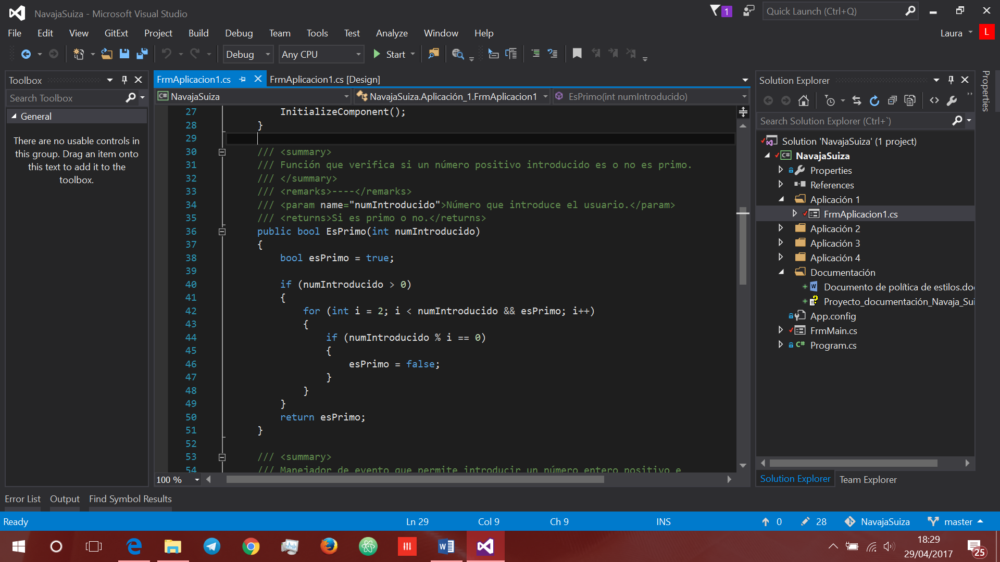 NavajaSuiza - Microsoft Visual Studio
1
Quick Launch (Ctrl+Q)
File Edit View GitExt Project Build Debug Team Tools Test Analyze Window Help
Laura L
Debug Any CPU Start
Toolbox
Search Toolbox
General
There are no usable controls in
this group. Drag an item onto
this text to add it to the
toolbox.
FrmAplicacion1.cs FrmAplicacion1.cs [Design]
C# NavajaSuiza NavajaSuiza.Aplicación_1.FrmAplicacion1 EsPrimo(int numIntroducido)
27 InitializeComponent();
28 }
29
30 /// <summary>
31 /// Función que verifica si un número positivo introducido es o no es primo.
32 /// </summary>
33 /// <remarks>----</remarks>
34 /// <param name="numIntroducido">Número que introduce el usuario.</param>
35 /// <returns>Si es primo o no.</returns>
36 public bool EsPrimo(int numIntroducido)
37 {
38 bool esPrimo = true;
39
40 if (numIntroducido > 0)
41 {
42 for (int i = 2; i < numIntroducido && esPrimo; i++)
43 {
44 if (numIntroducido % i == 0)
45 {
46 esPrimo = false;
47 }
48 }
49 }
50 return esPrimo;
51 }
52
53 /// <summary>
54 /// Manejador de evento que permite introducir un número entero positivo e
100 %
Solution Explorer
Search Solution Explorer (Ctrl+`)
Solution 'NavajaSuiza' (1 project)
C# NavajaSuiza
Properties
References
Aplicación 1
FrmAplicacion1.cs
Aplicación 2
Aplicación 3
Aplicación 4
Documentación
Documento de política de estilos.do
Proyecto_documentación_Navaja_Sui
App.config
FrmMain.cs
C# Program.cs
Solution Explorer Team Explorer
Properties
Error List Output Find Symbol Results
Ready Ln 29 Col 9 Ch 9 INS 0 28 NavajaSuiza master
18:29
29/04/2017
25